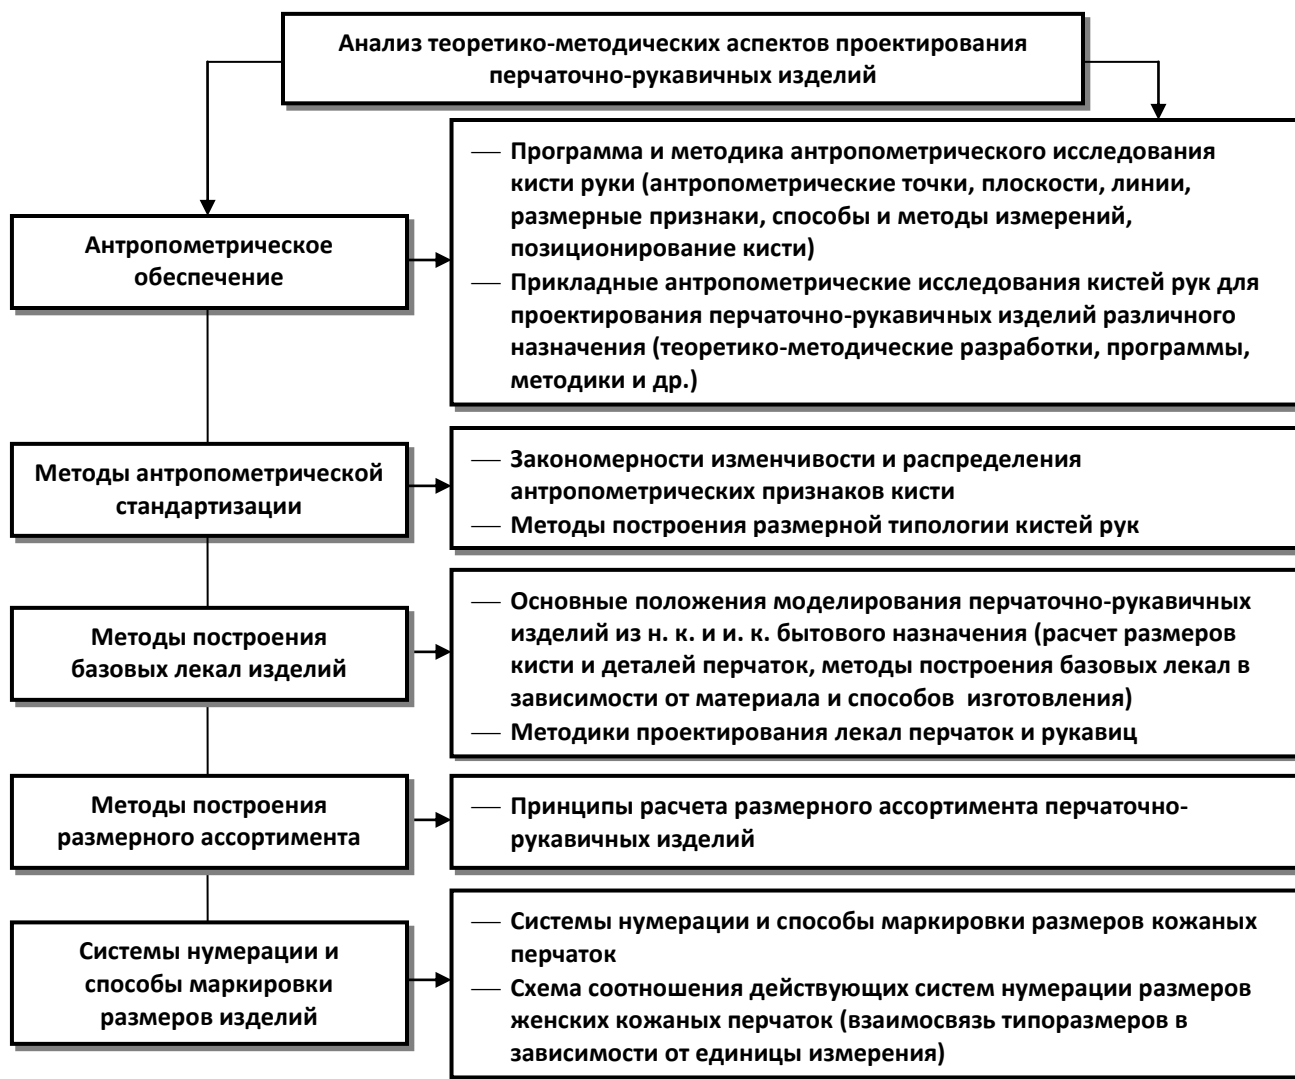 Анализ теоретико-методических аспектов проектирования
перчаточно-рукавичных изделий
Антропометрическое
обеспечение
— Программа и методика антропометрического исследования
кисти руки (антропометрические точки, плоскости, линии,
размерные признаки, способы и методы измерений,
позиционирование кисти)
— Прикладные антропометрические исследования кистей рук для
проектирования перчаточно-рукавичных изделий различного
назначения (теоретико-методические разработки, программы,
методики и др.)
Методы антропометрической
стандартизации
— Закономерности изменчивости и распределения
антропометрических признаков кисти
— Методы построения размерной типологии кистей рук
Методы построения
базовых лекал изделий
— Основные положения моделирования перчаточно-рукавичных
изделий из н. к. и и. к. бытового назначения (расчет размеров
кисти и деталей перчаток, методы построения базовых лекал в
зависимости от материала и способов изготовления)
— Методики проектирования лекал перчаток и рукавиц
Методы построения
размерного ассортимента
— Принципы расчета размерного ассортимента перчаточно-
рукавичных изделий
Системы нумерации и
способы маркировки
размеров изделий
— Системы нумерации и способы маркировки размеров кожаных
перчаток
— Схема соотношения действующих систем нумерации размеров
женских кожаных перчаток (взаимосвязь типоразмеров в
зависимости от единицы измерения)